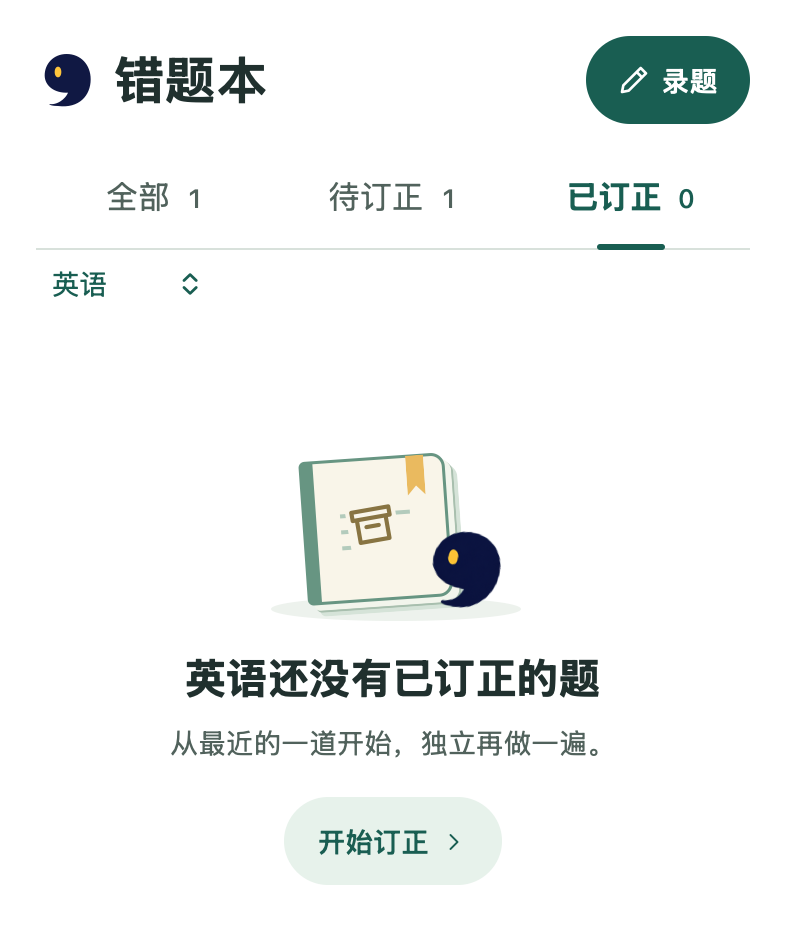 错题本
录题
全部 1
待订正 1
已订正 0
英语
英语还没有已订正的题
从最近的一道开始，独立再做一遍。
开始订正